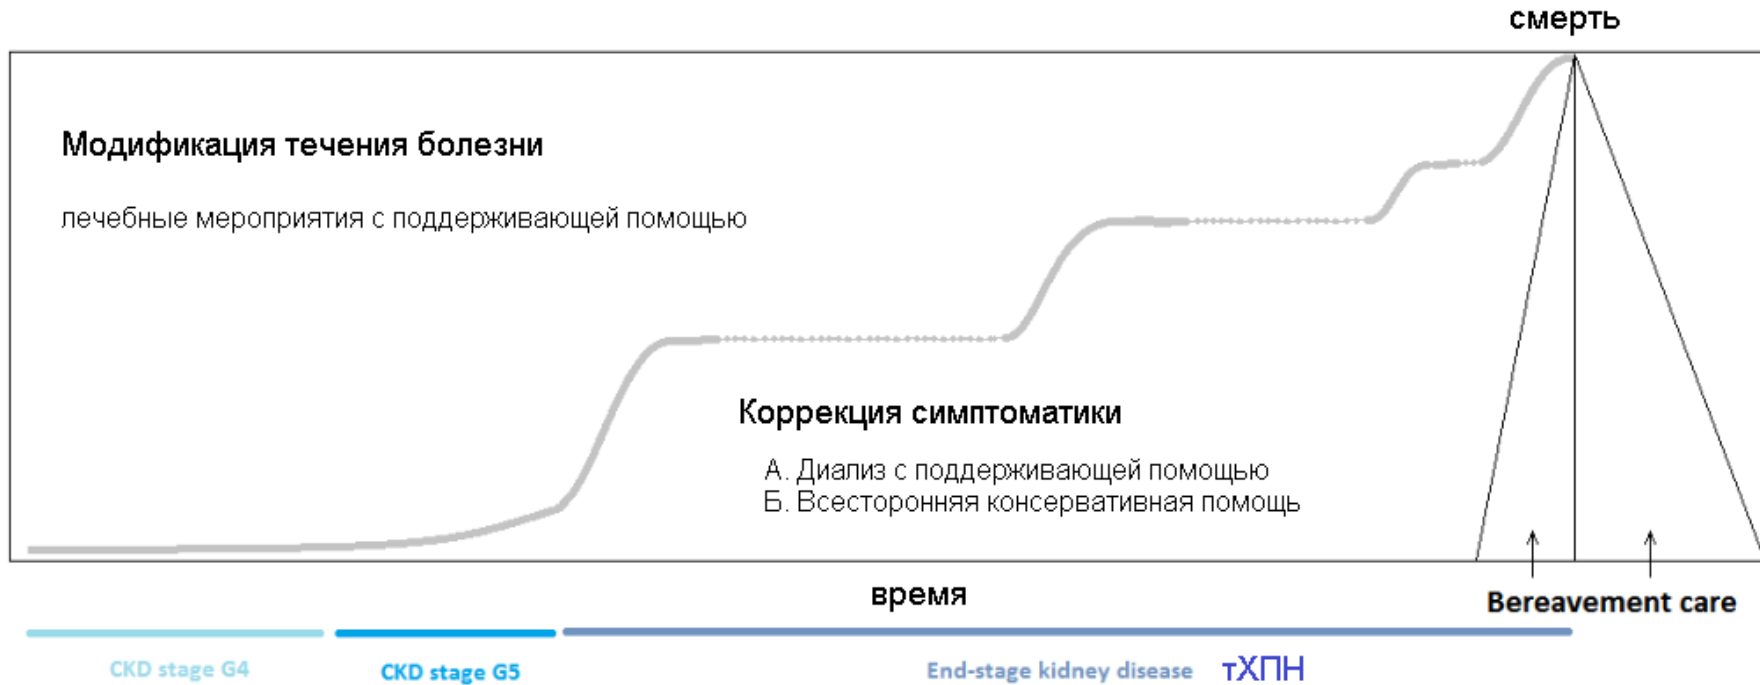 смерть
Модификация течения болезни
лечебные мероприятия с поддерживающей помощью
Коррекция симптоматики
А. Диализ с поддерживающей помощью
Б. Всесторонняя консервативная помощь
время
Bereavement care
CKD stage G4
CKD stage G5
End-stage kidney disease тХПН